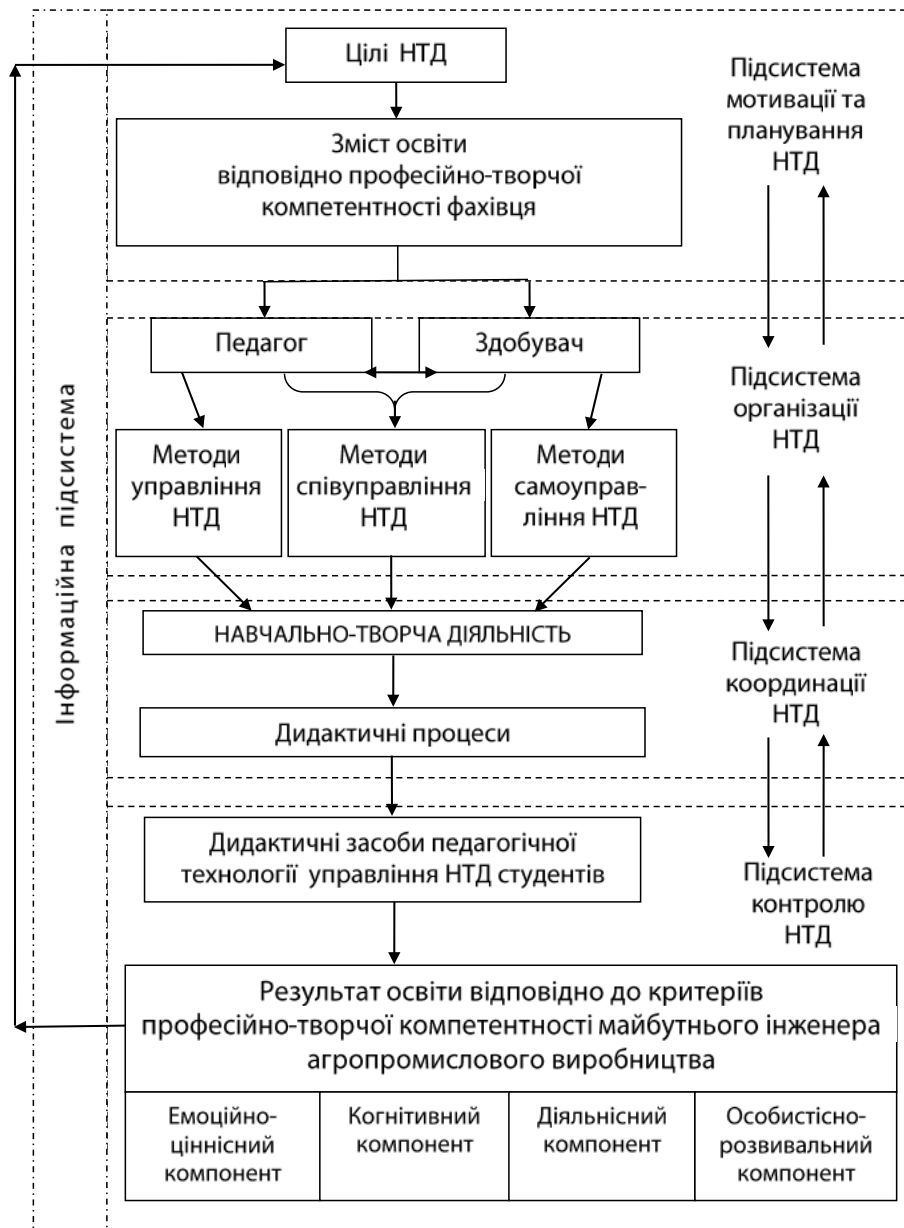 Цілі НТД
Зміст освіти
відповідно професійно-творчої
компетентності фахівця
Підсистема
мотивації та
планування
НТД
Педагог
Здобувач
Підсистема
організації
НТД
Методи
управління
НТД
Методи
співуправління
НТД
Методи
самоуправ-
ління НТД
Інформаційна підсистема
НАВЧАЛЬНО-ТВОРЧА ДІЯЛЬНІСТЬ
Дидактичні процеси
Підсистема
координації
НТД
Дидактичні засоби педагогічної
технології управління НТД студентів
Підсистема
контролю
НТД
Результат освіти відповідно до критеріїв
професійно-творчої компетентності майбутнього інженера
агропромислового виробництва
Емоційно-
ціннісний
компонент
Когнітивний
компонент
Діяльнісний
компонент
Особистісно-
розвивальний
компонент